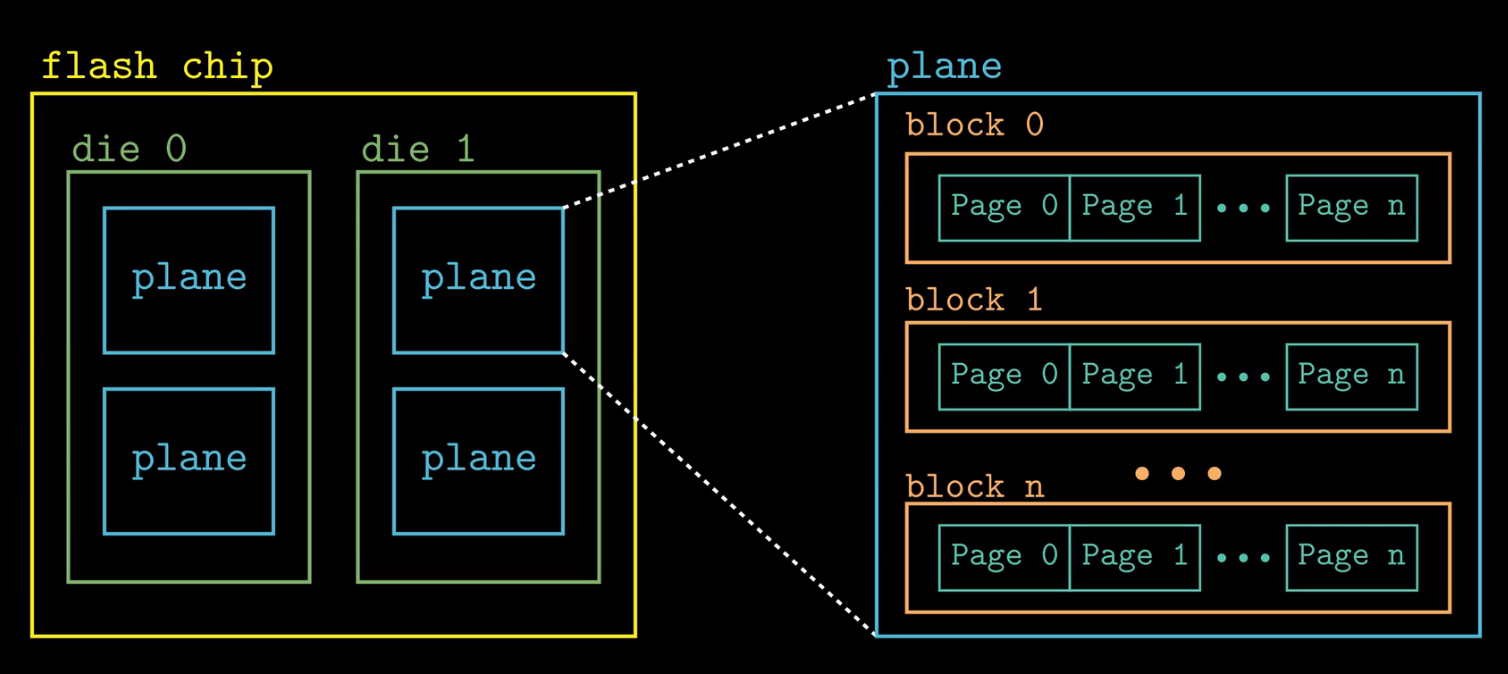 flash chip
die 0
plane
plane
die 1
plane
plane
plane
block 0
Page 0 Page 1 ... Page n
block 1
Page 0 Page 1 ... Page n
...
block n
Page 0 Page 1 ... Page n